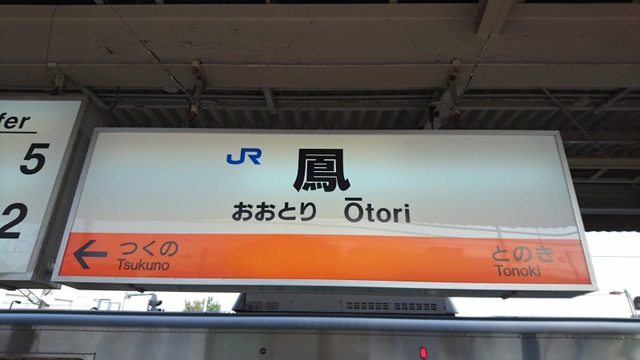 fer
5
2
JR 鳳
おおとり Ōtori
← つくの
Tsukuno
とのき
Tonoki